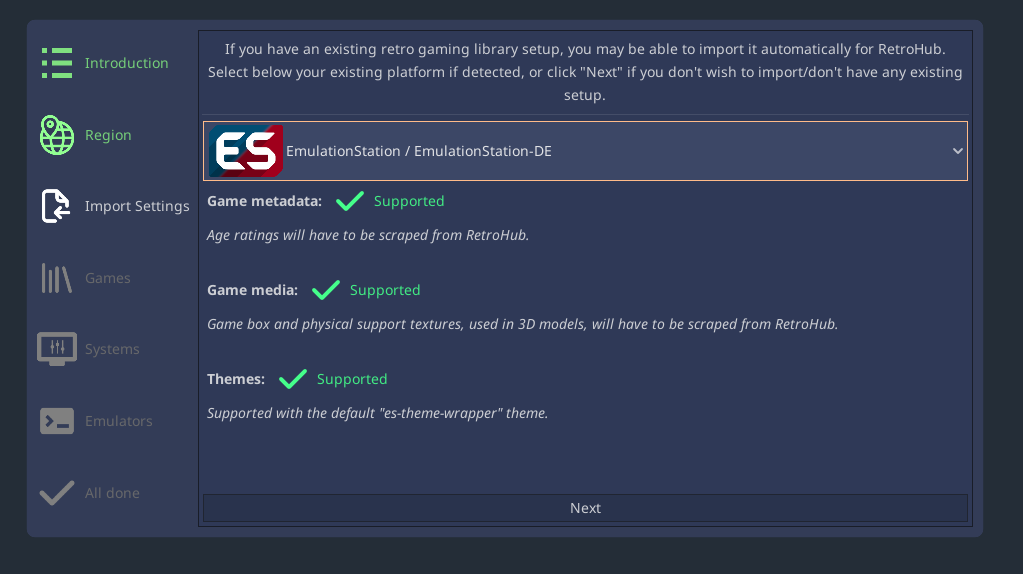 Introduction
Region
Import Settings
Games
Systems
Emulators
All done
If you have an existing retro gaming library setup, you may be able to import it automatically for RetroHub.
Select below your existing platform if detected, or click "Next" if you don't wish to import/don't have any existing
setup.
ES EmulationStation / EmulationStation-DE
Game metadata: Supported
Age ratings will have to be scraped from RetroHub.
Game media: Supported
Game box and physical support textures, used in 3D models, will have to be scraped from RetroHub.
Themes: Supported
Supported with the default "es-theme-wrapper" theme.
Next